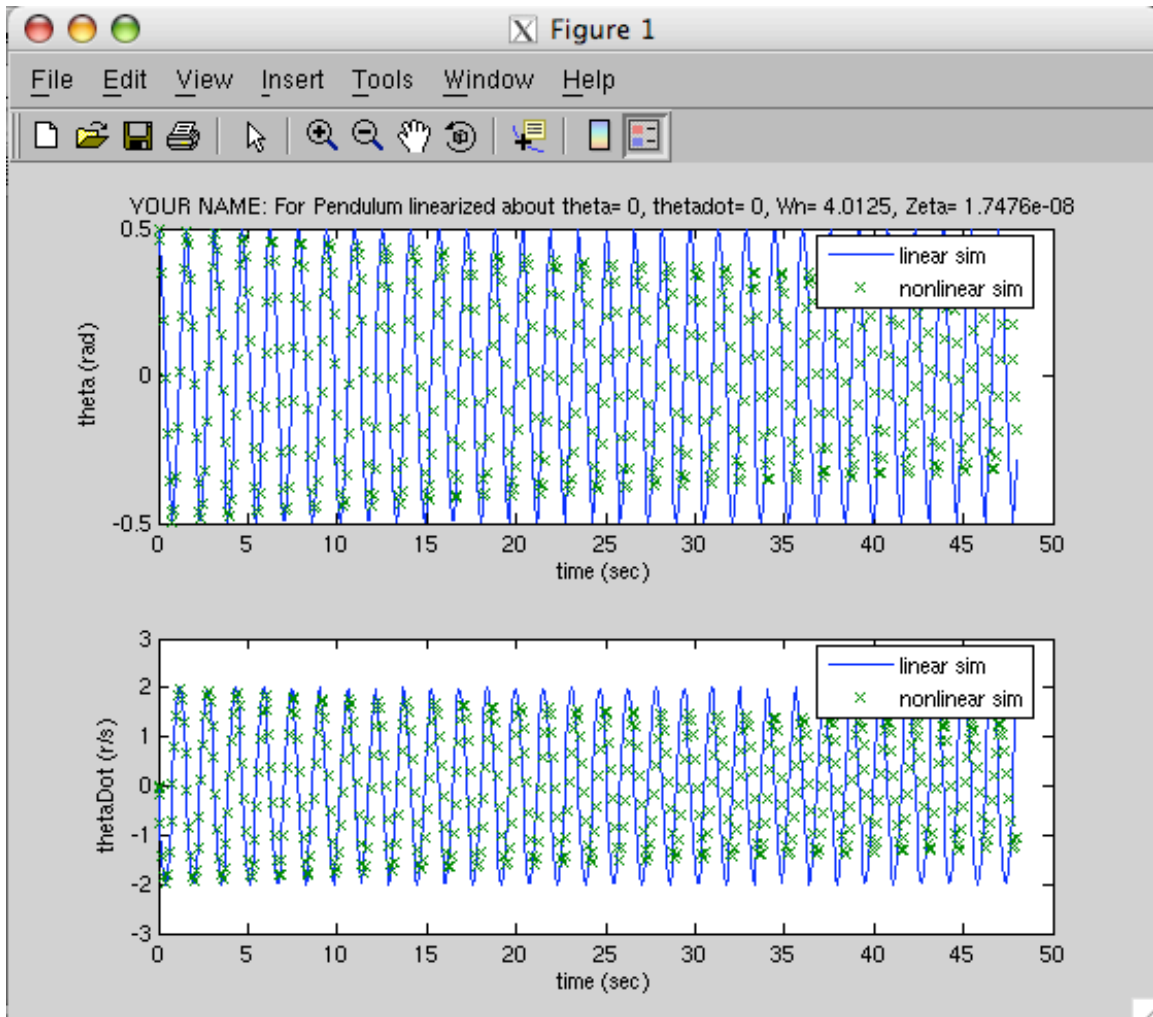 Figure 1
File Edit View Insert Tools Window Help
YOUR NAME: For Pendulum linearized about theta= 0, thetadot= 0, Wn= 4.0125, Zeta= 1.7476e-08
0.5
0
-0.5
theta (rad)
linear sim
nonlinear sim
0 5 10 15 20 25 30 35 40 45 50
time (sec)
3
2
1
0
-1
-2
-3
thetaDot (r/s)
linear sim
nonlinear sim
0 5 10 15 20 25 30 35 40 45 50
time (sec)